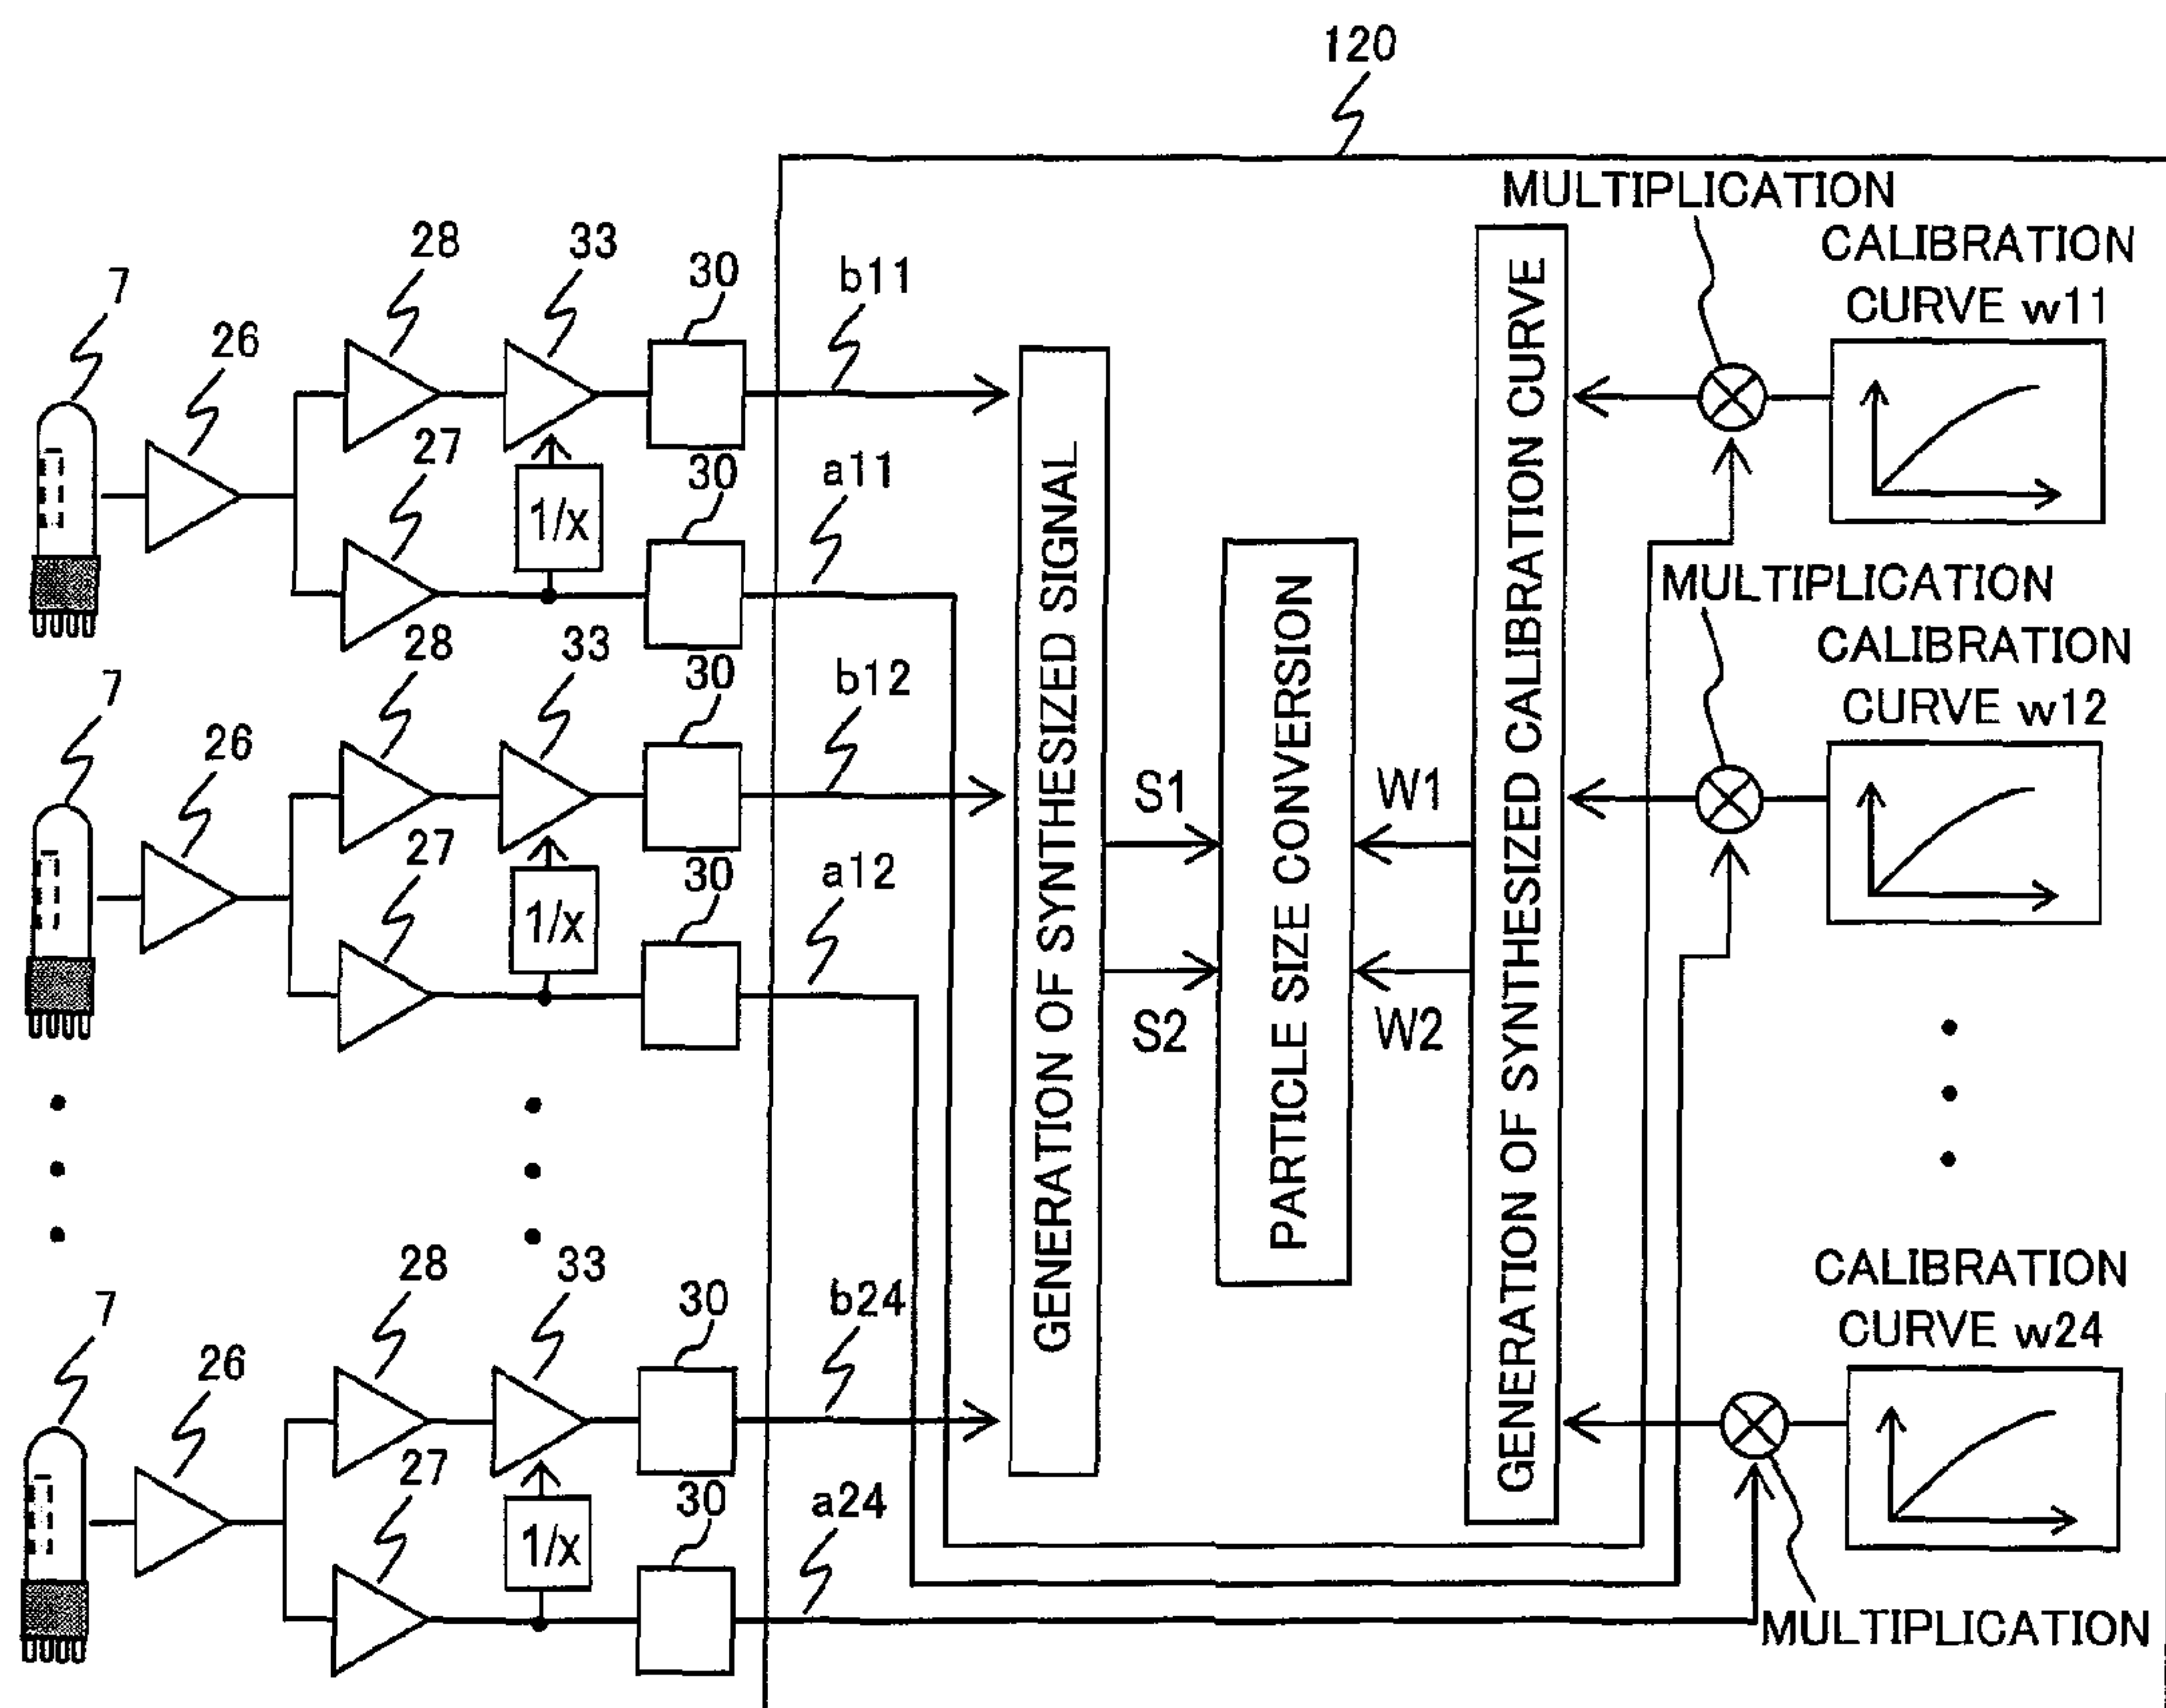 120
MULTIPLICATION
CALIBRATION
CURVE w11
7
26
28
33
30
b11
27
1/x
30
a11
MULTIPLICATION
CALIBRATION
CURVE w12
7
26
28
33
30
b12
27
1/x
30
a12
GENERATION OF SYNTHESIZED SIGNAL
S1
S2
PARTICLE SIZE CONVERSION
W1
W2
GENERATION OF SYNTHESIZED CALIBRATION CURVE
7
26
28
33
30
b24
27
1/x
30
a24
CALIBRATION
CURVE w24
MULTIPLICATION